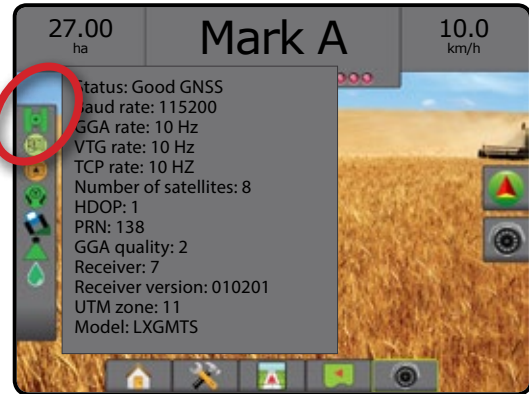 27.00
ha
Mark A
10.0
km/h
Status: Good GNSS
Baud rate: 115200
GGA rate: 10 Hz
VTG rate: 10 Hz
TCP rate: 10 HZ
Number of satellites: 8
HDOP: 1
PRN: 138
GGA quality: 2
Receiver: 7
Receiver version: 010201
UTM zone: 11
Model: LXGMTS